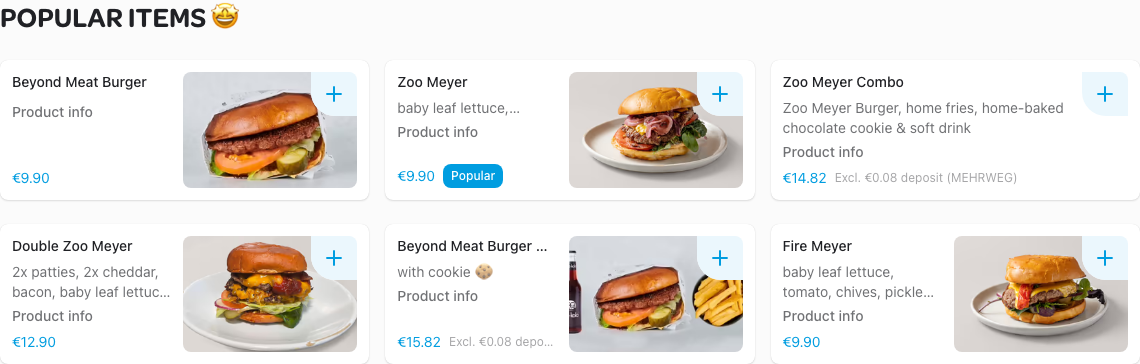 POPULAR ITEMS 🤩
Beyond Meat Burger
Product info
€9.90
Zoo Meyer
baby leaf lettuce,...
Product info
€9.90 Popular
Zoo Meyer Combo
Zoo Meyer Burger, home fries, home-baked
chocolate cookie & soft drink
Product info
€14.82 Excl. €0.08 deposit (MEHRWEG)
Double Zoo Meyer
2x patties, 2x cheddar,
bacon, baby leaf lettuc...
Product info
€12.90
Beyond Meat Burger ...
with cookie 🍪
Product info
€15.82 Excl. €0.08 depo...
Fire Meyer
baby leaf lettuce,
tomato, chives, pickle...
Product info
€9.90